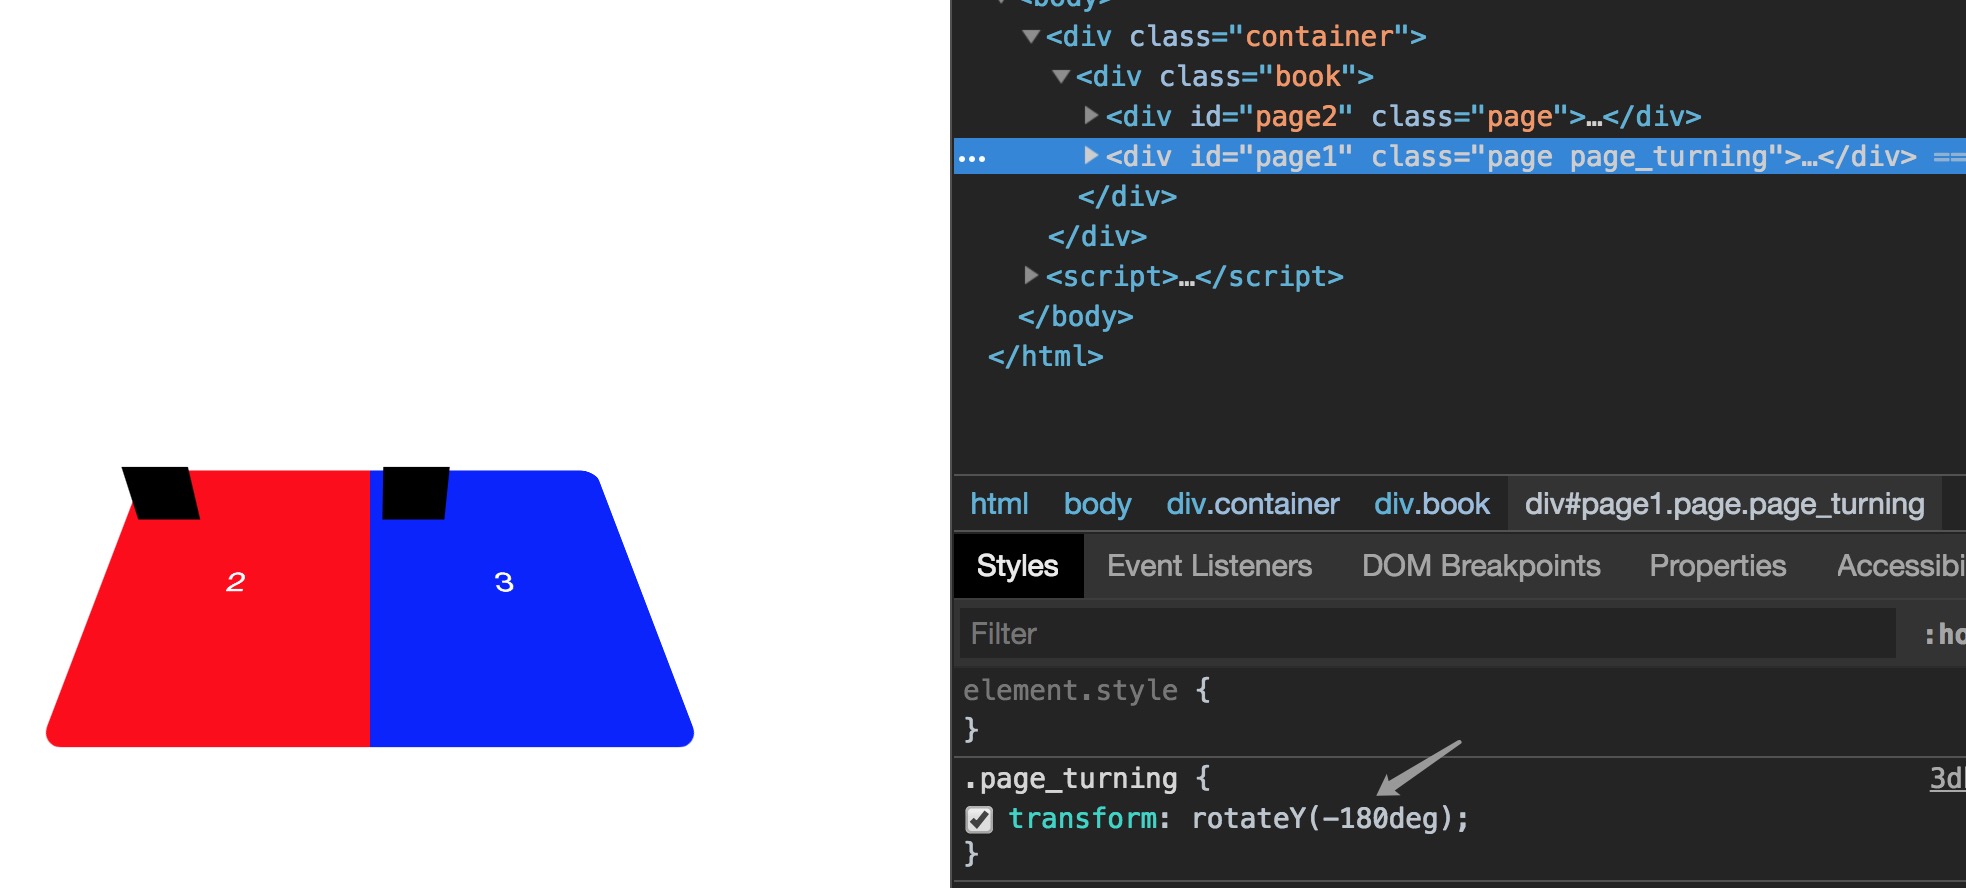 2
3
<body>
<div class="container">
<div class="book">
<div id="page2" class="page">…</div>
<div id="page1" class="page page_turning">…</div> ==
</div>
</div>
<script>…</script>
</body>
</html>
html body div.container div.book div#page1.page.page_turning
Styles Event Listeners DOM Breakpoints Properties Accessibi
Filter :ho
element.style {
}
.page_turning { 3d
transform: rotateY(-180deg);
}